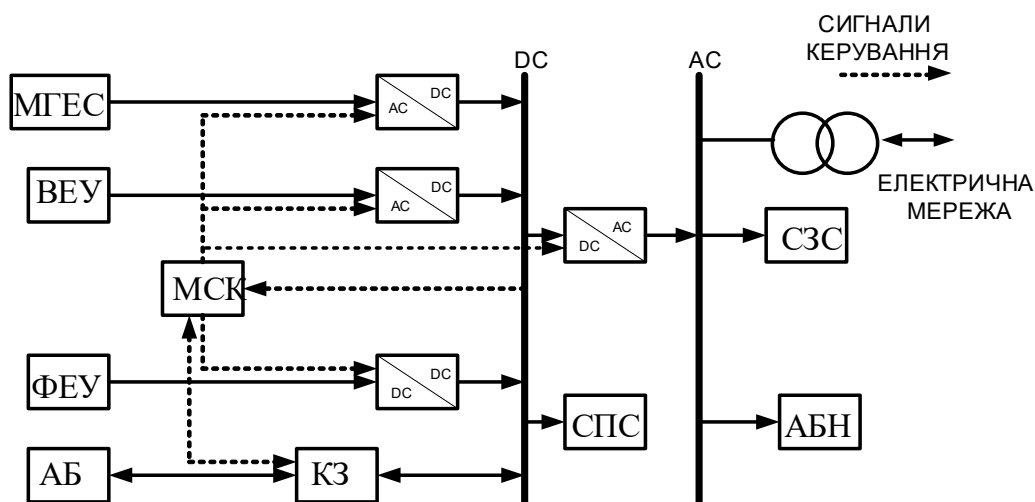 СИГНАЛИ
КЕРУВАННЯ
DC
AC
МГЕС
AC
DC
ВЕУ
AC
DC
ЕЛЕКТРИЧНА
МЕРЕЖА
DC
AC
СЗС
МСК
ФЕУ
DC
DC
СПС
АБН
АБ
КЗ